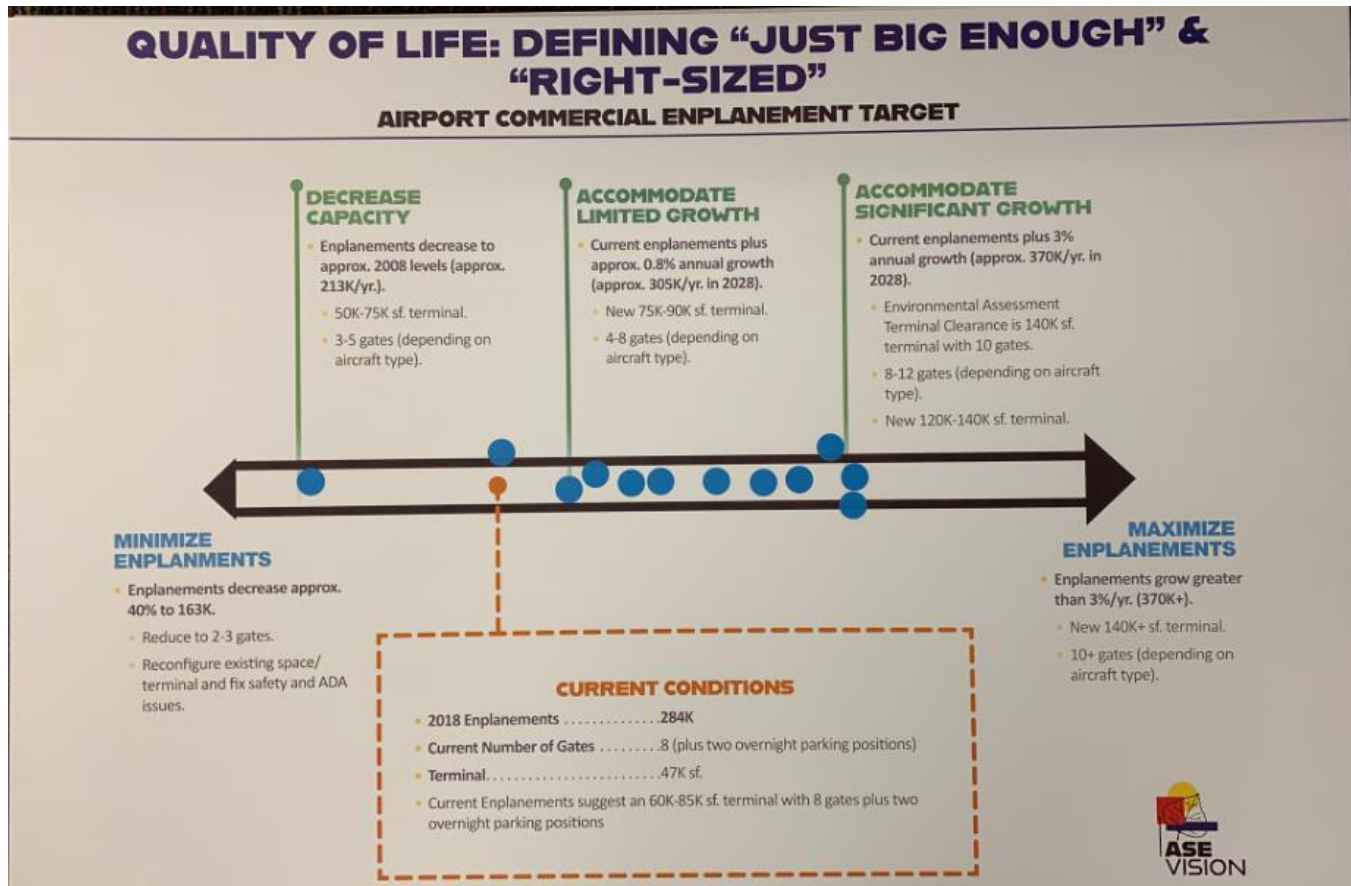 QUALITY OF LIFE: DEFINING “JUST BIG ENOUGH” &
“RIGHT-SIZED”
AIRPORT COMMERCIAL ENPLANEMENT TARGET
DECREASE
CAPACITY
Enplanements decrease to
approx. 2008 levels (approx.
213K/yr.).
50K-75K sf. terminal.
3-5 gates (depending on
aircraft type).
ACCOMMODATE
LIMITED GROWTH
Current enplanements plus
approx. 0.8% annual growth
(approx. 305K/yr. in 2028).
New 75K-90K sf. terminal.
4-8 gates (depending on
aircraft type).
ACCOMMODATE
SIGNIFICANT GROWTH
Current enplanements plus 3%
annual growth (approx. 370K/yr. in
2028).
Environmental Assessment
Terminal Clearance is 140K sf.
terminal with 10 gates.
8-12 gates (depending on aircraft
type).
New 120K-140K sf. terminal.
MINIMIZE
ENPLANMENTS
Enplanements decrease approx.
40% to 163K.
Reduce to 2-3 gates.
Reconfigure existing space/
terminal and fix safety and ADA
issues.
MAXIMIZE
ENPLANEMENTS
Enplanements grow greater
than 3%/yr. (370K+).
New 140K+ sf. terminal.
10+ gates (depending on
aircraft type).
CURRENT CONDITIONS
2018 Enplanements . . . . . . . . . . . . .284K
Current Number of Gates . . . . . . . . .8 (plus two overnight parking positions)
Terminal. . . . . . . . . . . . . . . . . . . . . . . .47K sf.
Current Enplanements suggest an 60K-85K sf. terminal with 8 gates plus two
overnight parking positions
ASE
VISION